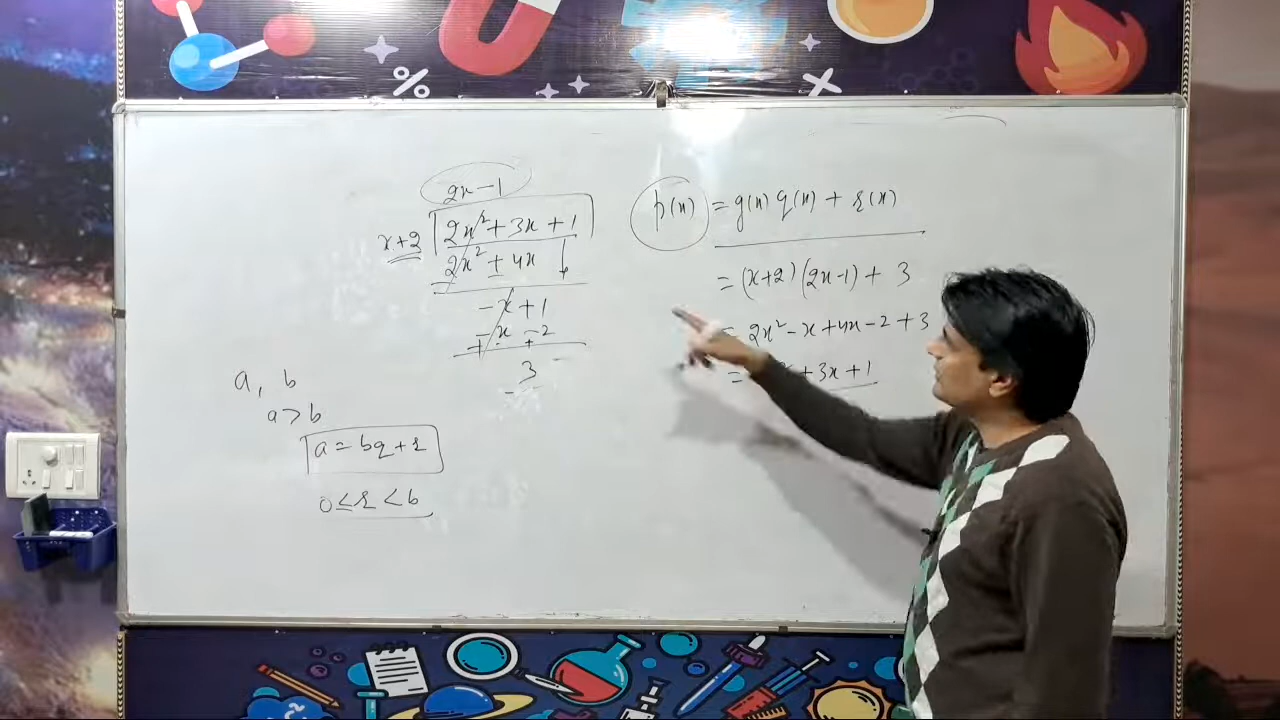 %
2x-1
x+2 2x²+3x+1
2x²+4x
-x+1
-x-2
+ +
3
a, b
a>b
a=bq+r
0≤r<b
p(x) = g(x) q(x) + r(x)
= (x+2)(2x-1) + 3
= 2x²-x+4x-2+3
= +3x+1